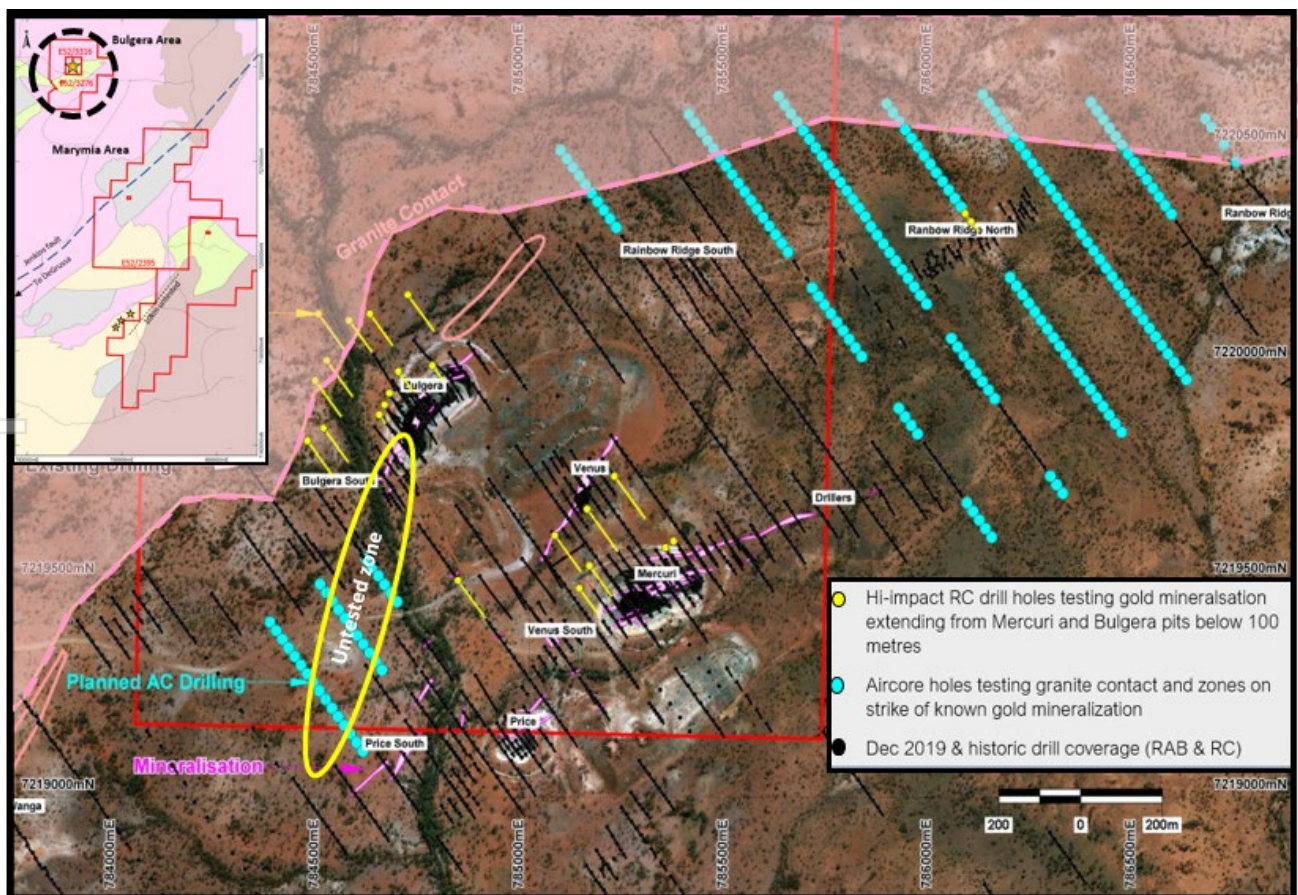 Bulgera Area
E52/3316
E52/3276
Marymia Area
Jenkin fault
To DeGrussa
E52/2395
10km untested
784500mE
785000mE
786000mE
786500mE
7220500mN
Granite Contact
Rainbow Ridge South
Ranbow Ridge North
Ranbow Ridg
7220000mN
Bulgera
Existing Drilling
Bulgera South
Venus
Drillers
7219500mN
7219500mN
Mercuri
Untested zone
Venus South
Planned AC Drilling
Price
Price South
Mineralisation
7219000mN
7219000mN
Wanga
784000mE
784500mE
785000mE
785500mE
786000mE
786500mE
Hi-impact RC drill holes testing gold mineralsation
extending from Mercuri and Bulgera pits below 100
metres
Aircore holes testing granite contact and zones on
strike of known gold mineralization
Dec 2019 & historic drill coverage (RAB & RC)
200 0 200m